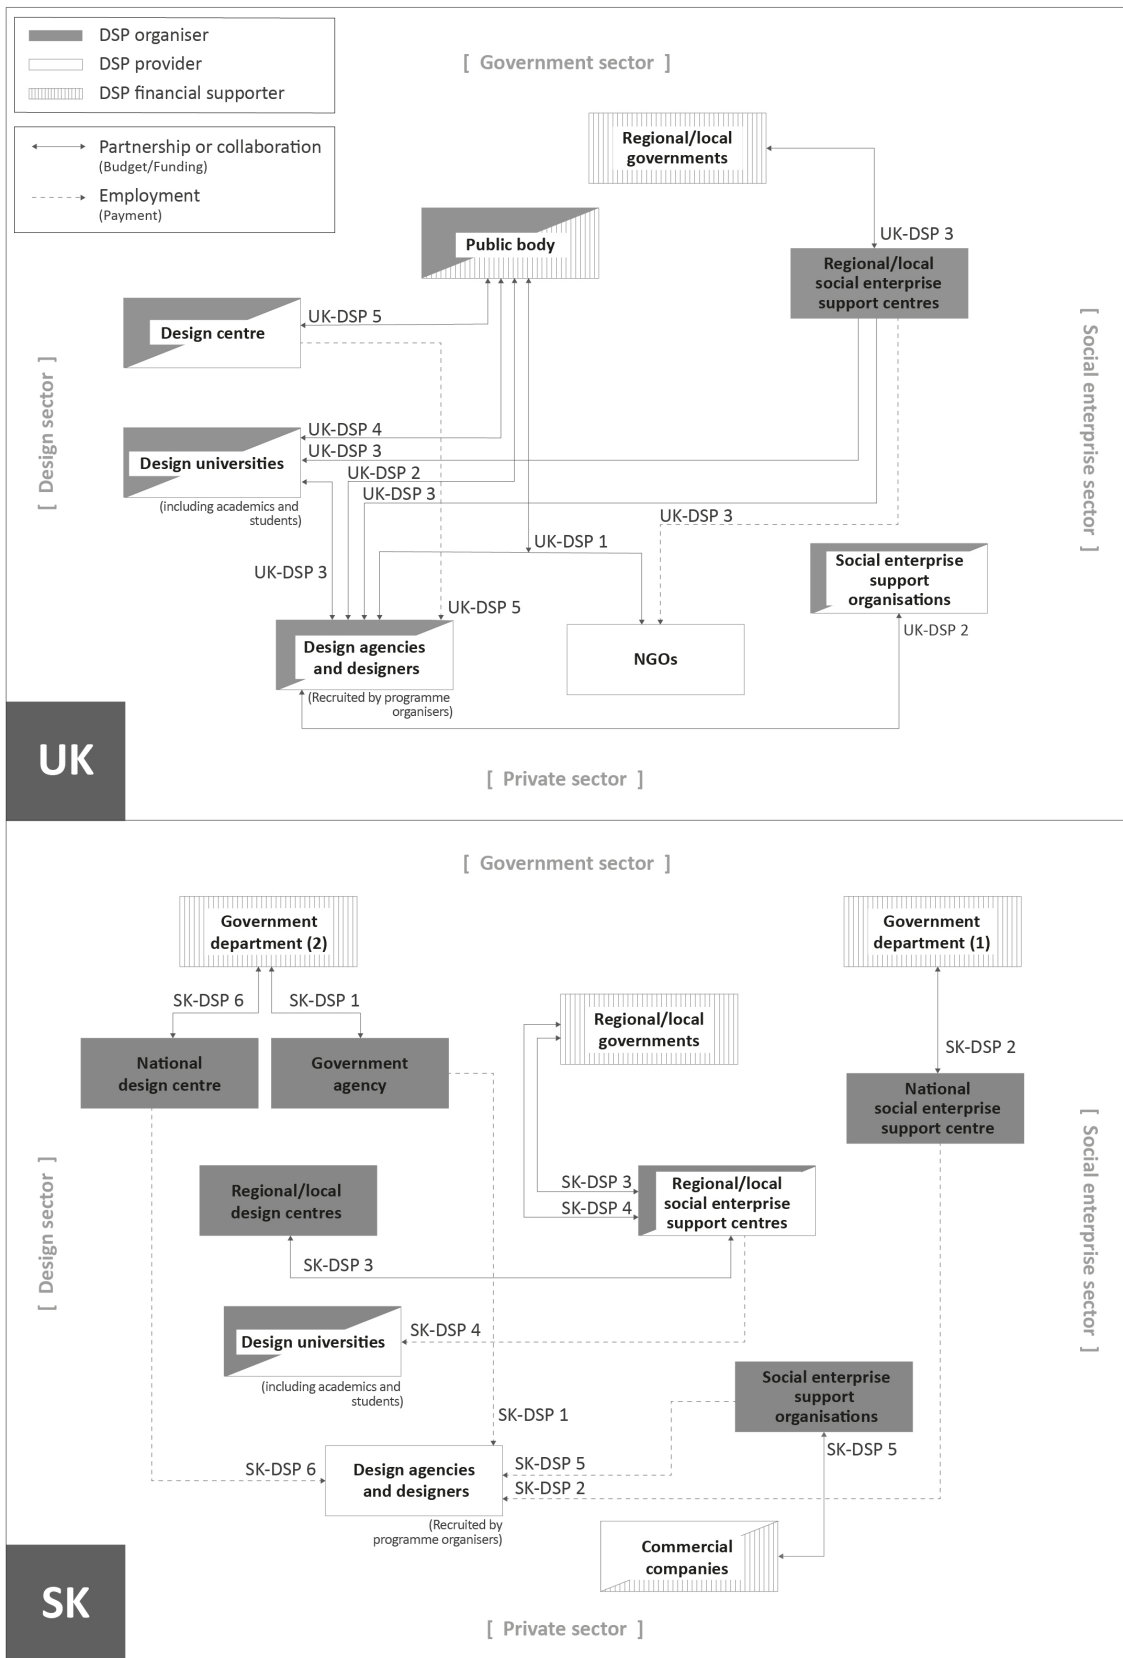 DSP organiser
DSP provider
DSP financial supporter
Partnership or collaboration
(Budget/Funding)
Employment
(Payment)
[ Government sector ]
Regional/local
governments
UK-DSP 3
Public body
Regional/local
social enterprise
support centres
UK-DSP 5
Design centre
[ Design sector ]
[ Social enterprise sector ]
UK-DSP 4
UK-DSP 3
Design universities
UK-DSP 2
(including academics and
students)
UK-DSP 3
UK-DSP 3
UK-DSP 1
UK-DSP 3
Social enterprise
support
organisations
UK-DSP 5
UK-DSP 2
Design agencies
and designers
NGOs
(Recruited by programme
organisers)
UK
[ Private sector ]
[ Government sector ]
Government
department (2)
Government
department (1)
SK-DSP 6
SK-DSP 1
Regional/local
governments
SK-DSP 2
National
design centre
Government
agency
National
social enterprise
support centre
[ Design sector ]
[ Social enterprise sector ]
Regional/local
design centres
SK-DSP 3
SK-DSP 4
Regional/local
social enterprise
support centres
SK-DSP 3
SK-DSP 4
Design universities
(including academics and
students)
Social enterprise
support
organisations
SK-DSP 1
SK-DSP 5
SK-DSP 6
Design agencies
and designers
SK-DSP 5
SK-DSP 2
(Recruited by
programme organisers)
Commercial
companies
SK
[ Private sector ]